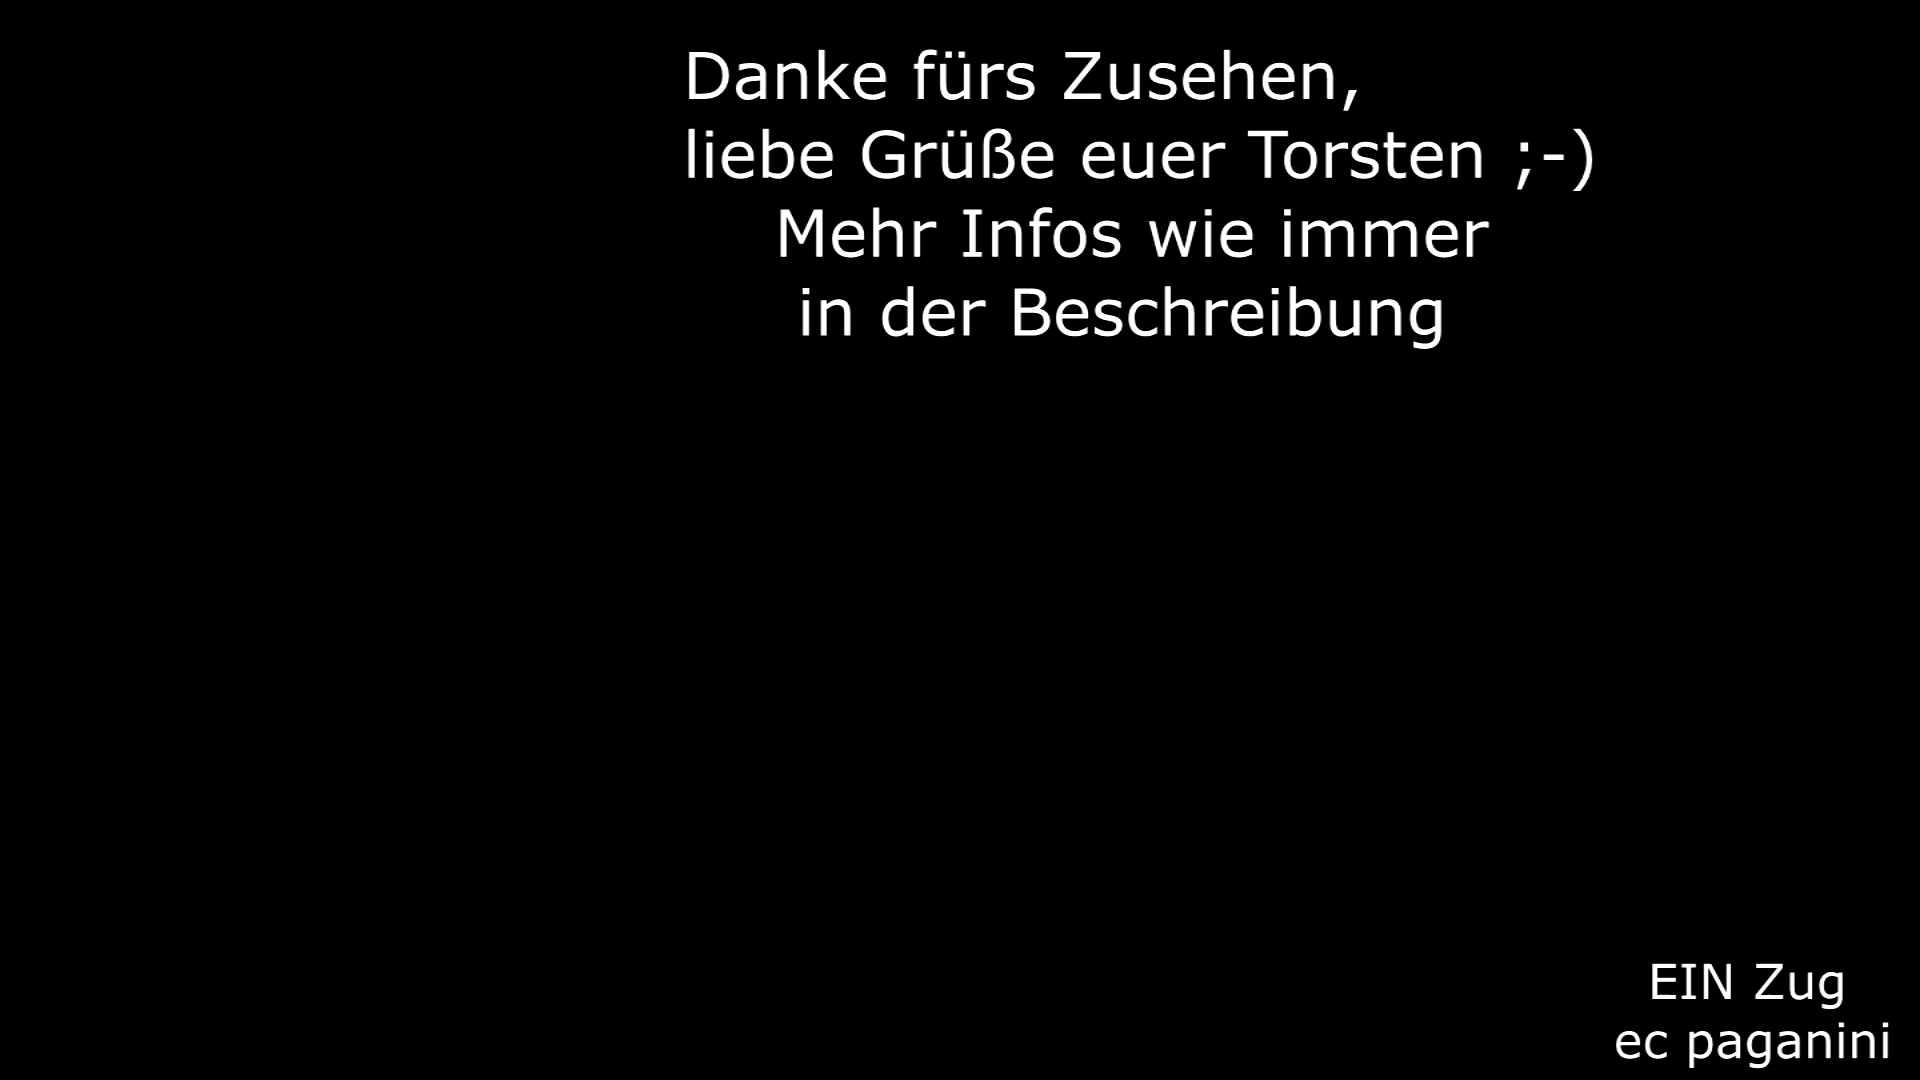 Danke fürs Zusehen,
liebe Grüße euer Torsten ;-)
Mehr Infos wie immer
in der Beschreibung
EIN Zug
ec paganini